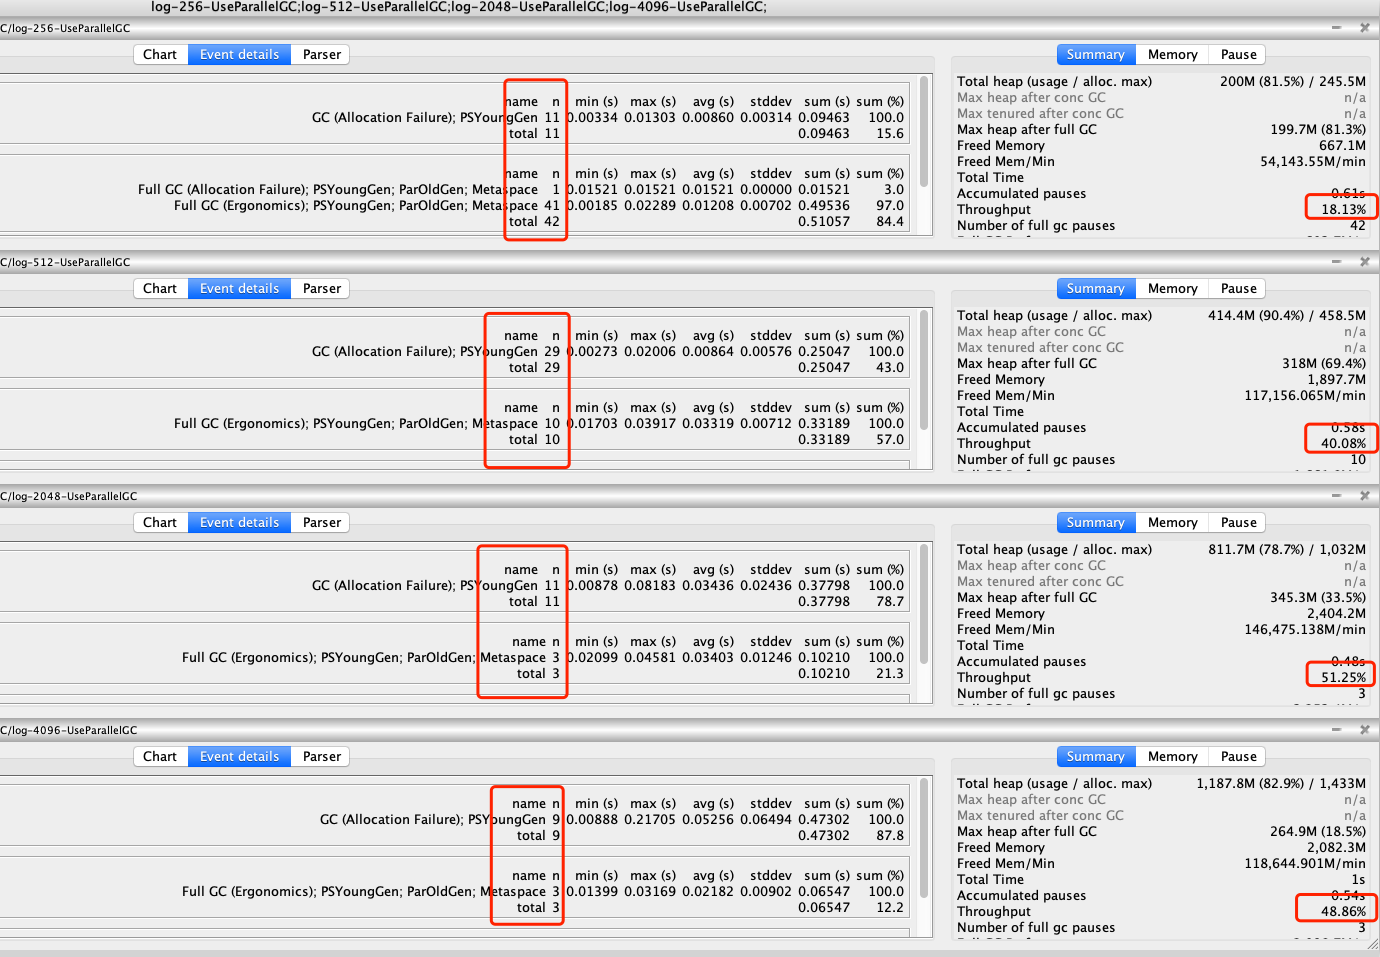 log-256-UseParallelGC;log-512-UseParallelGC;log-2048-UseParallelGC;log-4096-UseParallelGC;
C/log-256-UseParallelGC
Chart Event details Parser
name n min (s) max (s) avg (s) stddev sum (s) sum (%)
GC (Allocation Failure); PSYoungGen 11 0.00334 0.01303 0.00860 0.00314 0.09463 100.0
total 11 0.09463 15.6
name n min (s) max (s) avg (s) stddev sum (s) sum (%)
Full GC (Allocation Failure); PSYoungGen; ParOldGen; Metaspace 1 0.01521 0.01521 0.01521 0.00000 0.01521 3.0
Full GC (Ergonomics); PSYoungGen; ParOldGen; Metaspace 41 0.00185 0.02289 0.01208 0.00702 0.49536 97.0
total 42 0.51057 84.4
Summary Memory Pause
Total heap (usage / alloc. max) 200M (81.5%) / 245.5M
Max heap after conc GC n/a
Max tenured after conc GC n/a
Max heap after full GC 199.7M (81.3%)
Freed Memory 667.1M
Freed Mem/Min 54,143.55M/min
Total Time
Accumulated pauses 0.61s
Throughput 18.13%
Number of full gc pauses 42
C/log-512-UseParallelGC
Chart Event details Parser
name n min (s) max (s) avg (s) stddev sum (s) sum (%)
GC (Allocation Failure); PSYoungGen 29 0.00273 0.02006 0.00864 0.00576 0.25047 100.0
total 29 0.25047 43.0
name n min (s) max (s) avg (s) stddev sum (s) sum (%)
Full GC (Ergonomics); PSYoungGen; ParOldGen; Metaspace 10 0.01703 0.03917 0.03319 0.00712 0.33189 100.0
total 10 0.33189 57.0
Summary Memory Pause
Total heap (usage / alloc. max) 414.4M (90.4%) / 458.5M
Max heap after conc GC n/a
Max tenured after conc GC n/a
Max heap after full GC 318M (69.4%)
Freed Memory 1,897.7M
Freed Mem/Min 117,156.065M/min
Total Time
Accumulated pauses 0.58s
Throughput 40.08%
Number of full gc pauses 10
C/log-2048-UseParallelGC
Chart Event details Parser
name n min (s) max (s) avg (s) stddev sum (s) sum (%)
GC (Allocation Failure); PSYoungGen 11 0.00878 0.08183 0.03436 0.02436 0.37798 100.0
total 11 0.37798 78.7
name n min (s) max (s) avg (s) stddev sum (s) sum (%)
Full GC (Ergonomics); PSYoungGen; ParOldGen; Metaspace 3 0.02099 0.04581 0.03403 0.01246 0.10210 100.0
total 3 0.10210 21.3
Summary Memory Pause
Total heap (usage / alloc. max) 811.7M (78.7%) / 1,032M
Max heap after conc GC n/a
Max tenured after conc GC n/a
Max heap after full GC 345.3M (33.5%)
Freed Memory 2,404.2M
Freed Mem/Min 146,475.138M/min
Total Time
Accumulated pauses 0.48s
Throughput 51.25%
Number of full gc pauses 3
C/log-4096-UseParallelGC
Chart Event details Parser
name n min (s) max (s) avg (s) stddev sum (s) sum (%)
GC (Allocation Failure); PSYoungGen 9 0.00888 0.21705 0.05256 0.06494 0.47302 100.0
total 9 0.47302 87.8
name n min (s) max (s) avg (s) stddev sum (s) sum (%)
Full GC (Ergonomics); PSYoungGen; ParOldGen; Metaspace 3 0.01399 0.03169 0.02182 0.00902 0.06547 100.0
total 3 0.06547 12.2
Summary Memory Pause
Total heap (usage / alloc. max) 1,187.8M (82.9%) / 1,433M
Max heap after conc GC n/a
Max tenured after conc GC n/a
Max heap after full GC 264.9M (18.5%)
Freed Memory 2,082.3M
Freed Mem/Min 118,644.901M/min
Total Time 1s
Accumulated pauses 0.54s
Throughput 48.86%
Number of full gc pauses 3